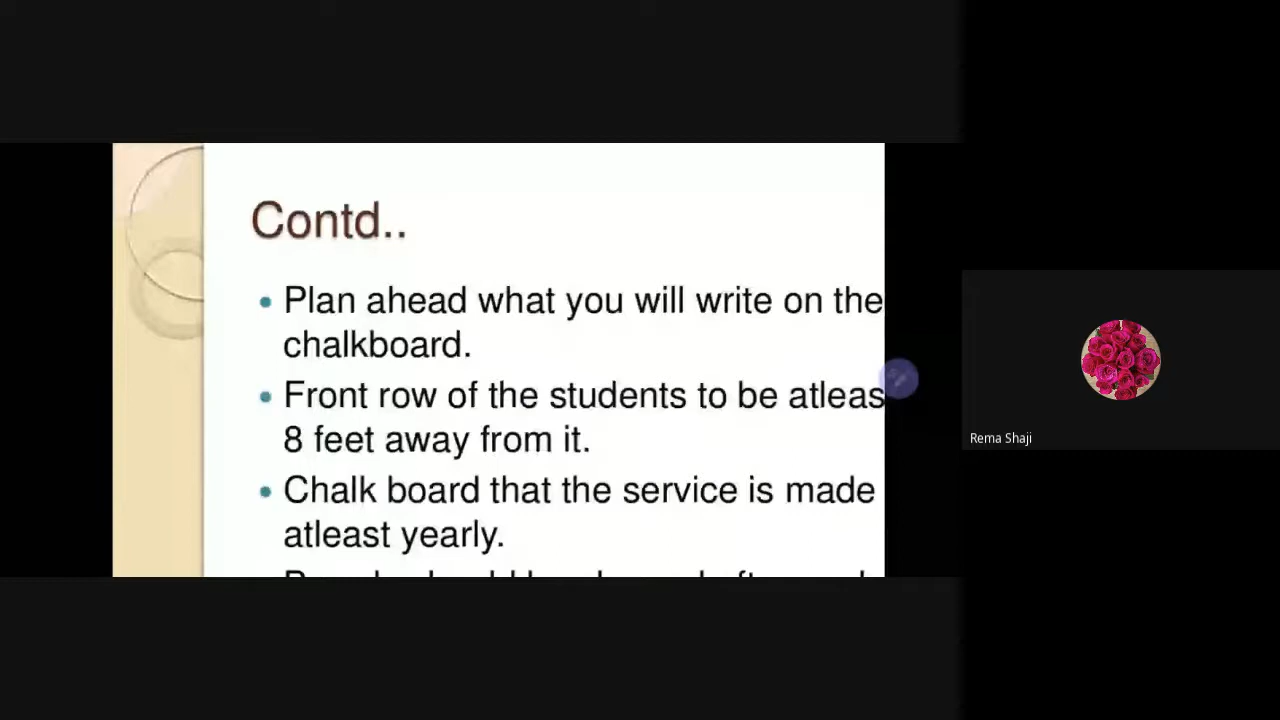 Contd..
Plan ahead what you will write on the
chalkboard.
Front row of the students to be atleas
8 feet away from it.
Chalk board that the service is made
atleast yearly.
Rema Shaji